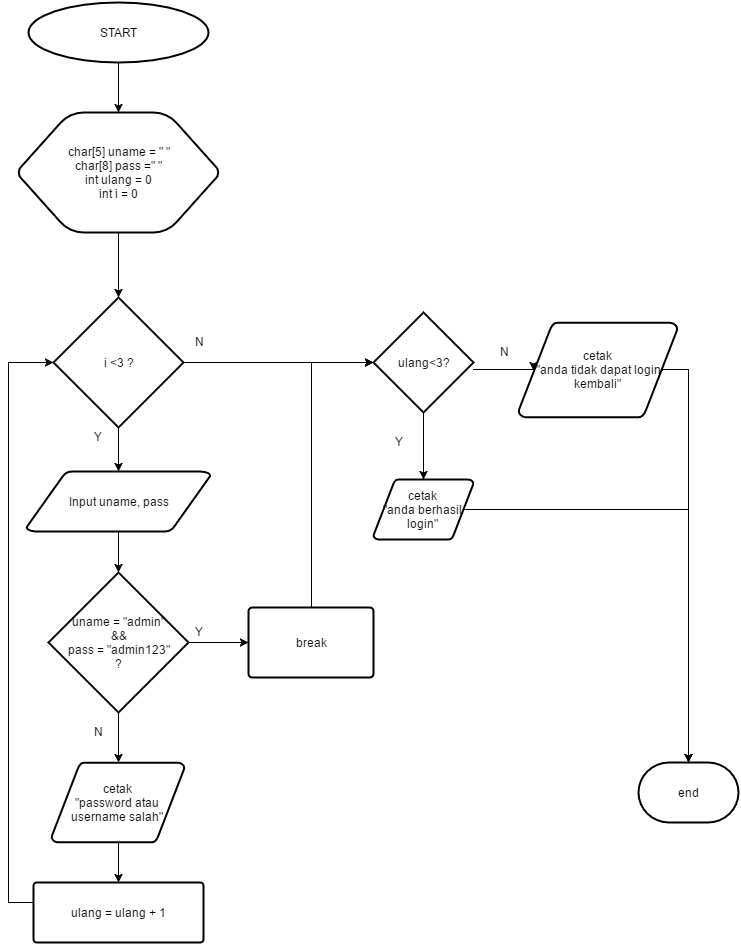 START
char[5] uname = " "
char[8] pass =" "
int ulang = 0
int i = 0
i <3 ?
N
Y
ulang<3?
N
Y
cetak
"anda tidak dapat login
kembali"
Input uname, pass
cetak
"anda berhasil
login"
uname = "admin"
&&
pass = "admin123"
?
Y
N
break
cetak
"password atau
username salah"
end
ulang = ulang + 1